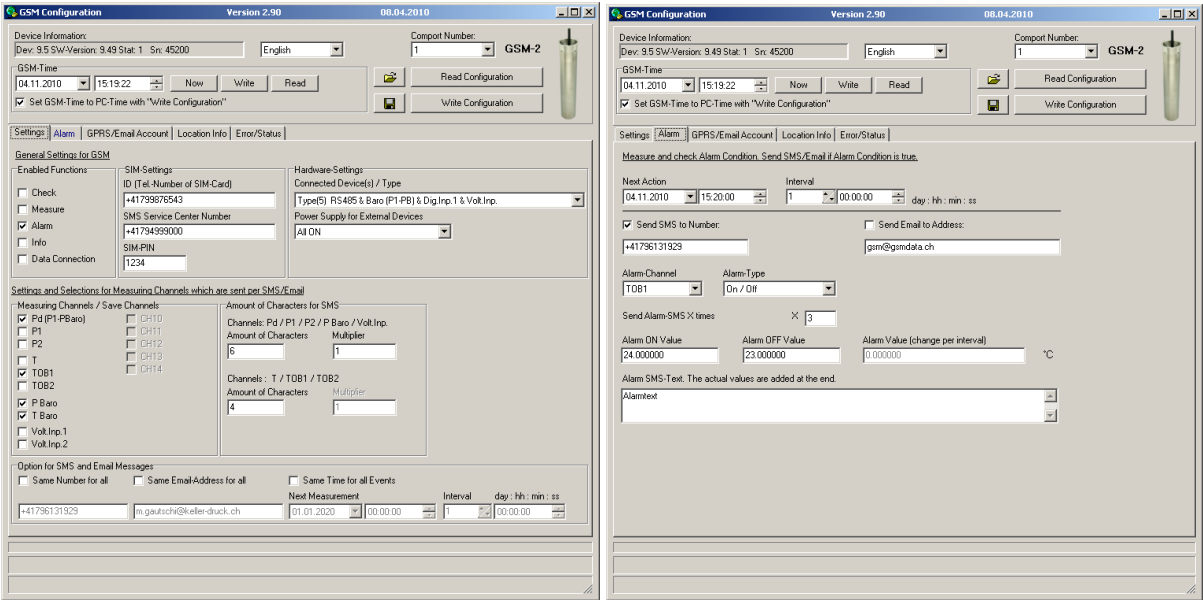 GSM Configuration Version 2.90 08.04.2010
Device Information:
Dev: 9.5 SW-Version: 9.49 Stat: 1 Sn: 45200
English
Comport Number:
1
GSM-2
GSM-Time
04.11.2010 15:19:22 Now Write Read
Set GSM-Time to PC-Time with "Write Configuration"
Read Configuration
Write Configuration
Settings Alarm GPRS/Email Account Location Info Error/Status
General Settings for GSM
Enabled Functions
Check
Measure
Alarm
Info
Data Connection
SIM-Settings
ID (Tel.-Number of SIM-Card)
+41799876543
SMS Service Center Number
+41794999000
SIM-PIN
1234
Hardware-Settings
Connected Device(s) / Type
Type(5) RS485 & Baro (P1-PB) & Dig.Inp.1 & Volt.Inp.
Power Supply for External Devices
All ON
Settings and Selections for Measuring Channels which are sent per SMS/Email
Measuring Channels / Save Channels
Pd (P1-PBaro)
P1
P2
T
TOB1
TOB2
P Baro
T Baro
Volt.Inp.1
Volt.Inp.2
CH10
CH11
CH12
CH13
CH14
Amount of Characters for SMS
Channels: Pd / P1 / P2 / P Baro / Volt.Inp.
Amount of Characters Multiplier
6 1
Channels : T / TOB1 / TOB2
Amount of Characters Multiplier
4 1
Option for SMS and Email Messages
Same Number for all Same Email-Address for all Same Time for all Events
Next Measurement Interval day : hh : min : ss
+41796131929 m.gautschi@keller-druck.ch 01.01.2020 00:00:00 1 00:00:00
GSM Configuration Version 2.90 08.04.2010
Device Information:
Dev: 9.5 SW-Version: 9.49 Stat: 1 Sn: 45200
English
Comport Number:
1
GSM-2
GSM-Time
04.11.2010 15:19:22 Now Write Read
Set GSM-Time to PC-Time with "Write Configuration"
Read Configuration
Write Configuration
Settings Alarm GPRS/Email Account Location Info Error/Status
Measure and check Alarm Condition. Send SMS/Email if Alarm Condition is true.
Next Action Interval
04.11.2010 15:20:00 1 00:00:00 day : hh : min : ss
Send SMS to Number: Send Email to Address:
+41796131929 gsm@gsmdata.ch
Alarm-Channel Alarm-Type
TOB1 On / Off
Send Alarm-SMS X times X 3
Alarm ON Value Alarm OFF Value Alarm Value (change per interval)
24.000000 23.000000 0.000000 °C
Alarm SMS-Text. The actual values are added at the end.
Alarmtext